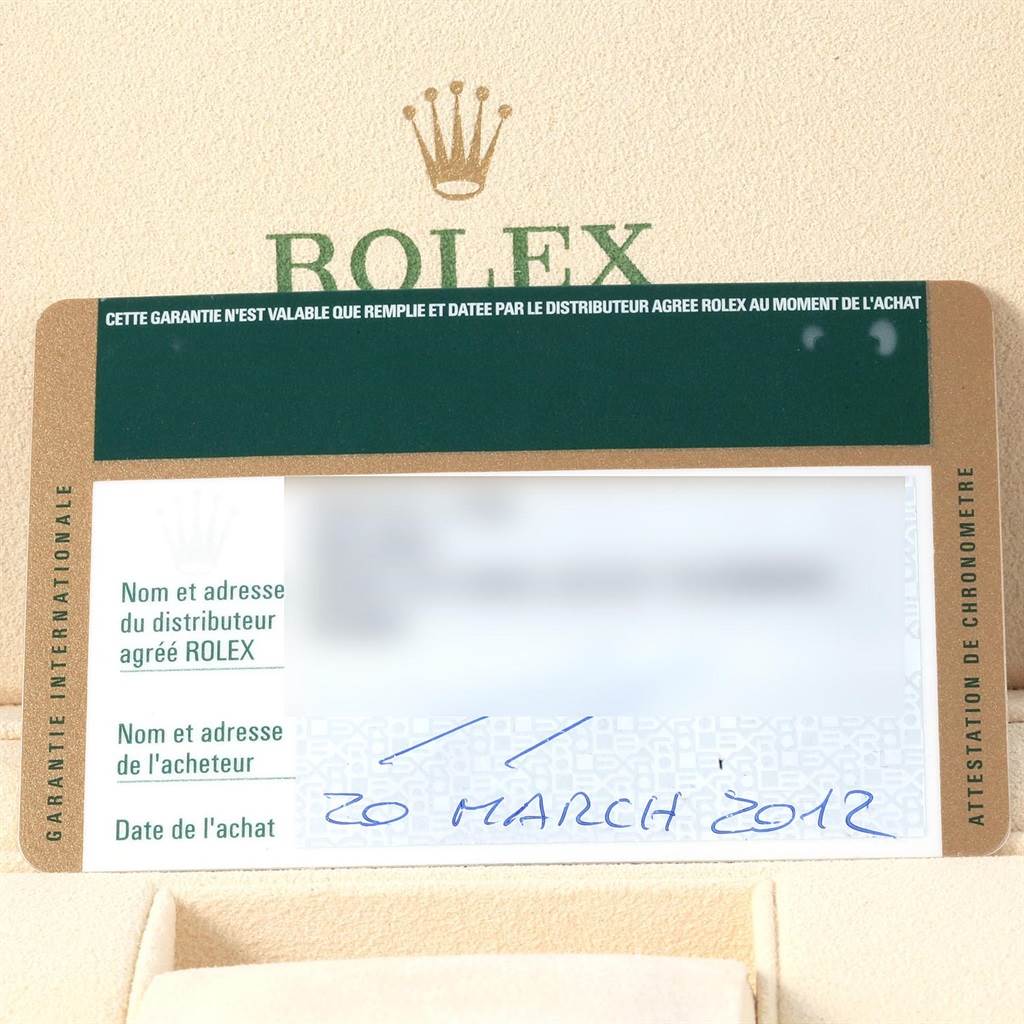 ROLEX
CETTE GARANTIE N'EST VALABLE QUE REMPLIE ET DATEE PAR LE DISTRIBUTEUR AGREE ROLEX AU MOMENT DE L'ACHAT
GARANTIE INTERNATIONALE
Nom et adresse
du distributeur
agréé ROLEX
Nom et adresse
de l'acheteur
Date de l'achat
20 MARCH 2012
ATTESTATION DE CHRONOMETRE